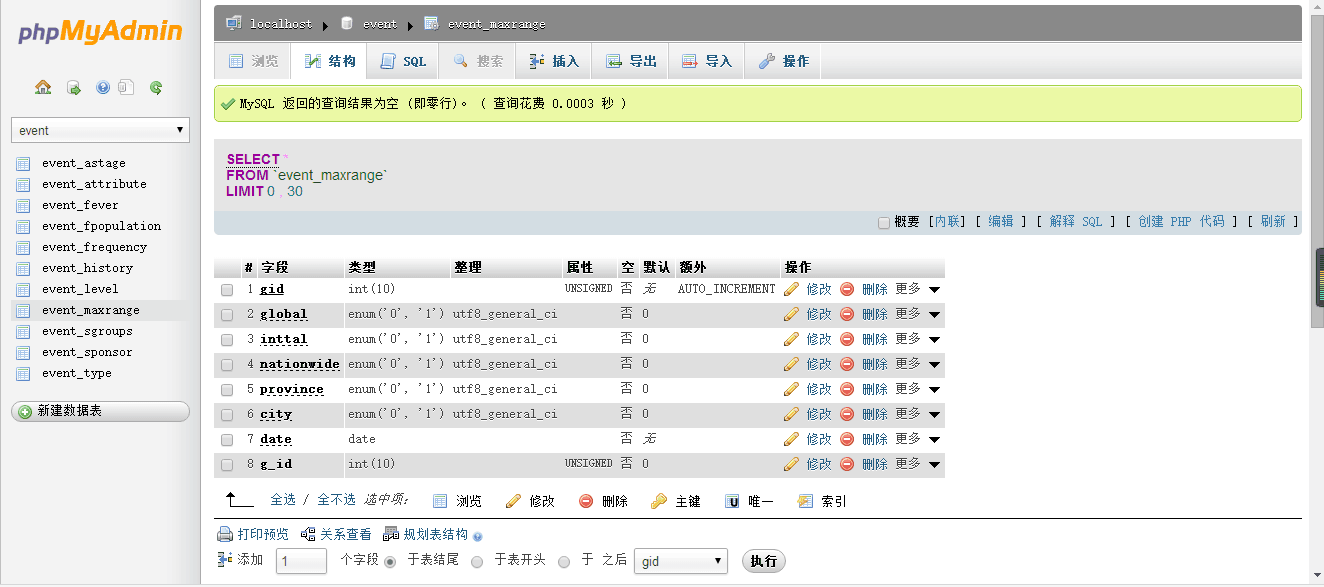 phpMyAdmin
event
event_astage
event_attribute
event_fever
event_fpopulation
event_frequency
event_history
event_level
event_maxrange
event_sgroups
event_sponsor
event_type
新建数据表
localhost ▶ event ▶ event_maxrange
浏览 结构 SQL 搜索 插入 导出 导入 操作
MySQL 返回的查询结果为空 (即零行)。 ( 查询花费 0.0003 秒 )
SELECT *
FROM `event_maxrange`
LIMIT 0 , 30
概要 [内联] [ 编辑 ] [ 解释 SQL ] [ 创建 PHP 代码 ] [ 刷新 ]
# 字段 类型 整理 属性 空 默认 额外 操作
1 gid int(10) UNSIGNED 否 无 AUTO_INCREMENT 修改 删除 更多
2 global enum('0', '1') utf8_general_ci 否 0 修改 删除 更多
3 inttal enum('0', '1') utf8_general_ci 否 0 修改 删除 更多
4 nationwide enum('0', '1') utf8_general_ci 否 0 修改 删除 更多
5 province enum('0', '1') utf8_general_ci 否 0 修改 删除 更多
6 city enum('0', '1') utf8_general_ci 否 0 修改 删除 更多
7 date date 否 无 修改 删除 更多
8 g_id int(10) UNSIGNED 否 0 修改 删除 更多
全选 / 全不选 选中项: 浏览 修改 删除 主键 唯一 索引
打印预览 关系查看 规划表结构
添加 1 个字段 于表结尾 于表开头 于 之后 gid 执行